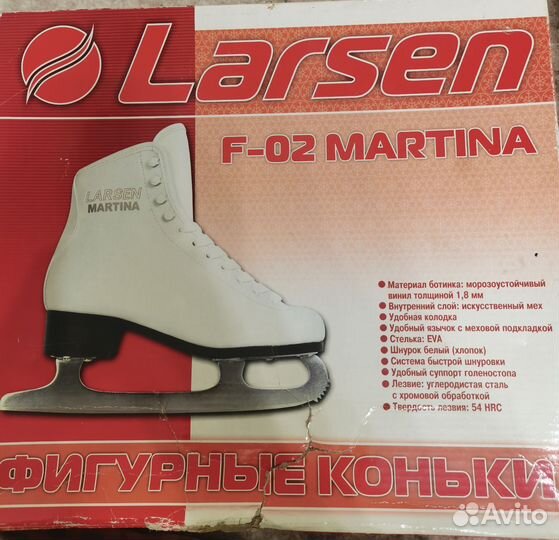 Larsen
F-02 MARTINA
LARSEN
MARTINA
Материал ботинка: морозоустойчивый
винил толщиной 1,8 мм
Внутренний слой: искусственный мех
Удобная колодка
Удобный язычок с меховой подкладкой
Стелька: EVA
Шнурок белый (хлопок)
Система быстрой шнуровки
Удобный суппорт голеностопа
Лезвие: углеродистая сталь
с хромовой обработкой
Твердость лезвия: 54 HRC
ФИГУРНЫЕ КОНЬКИ
Avito